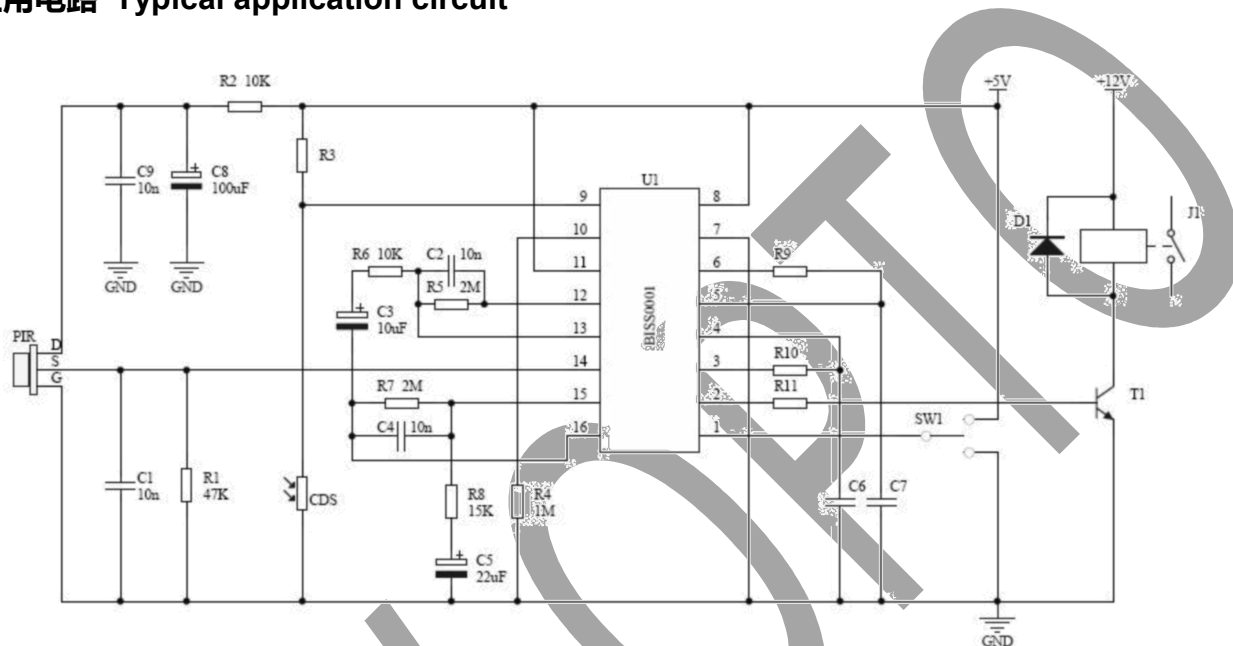 用电路 Typical application circuit
R2 10K
+5V
+12V
R3
C9
10n
C8
100uF
U1
9
8
J1
10
7
D1
R6 10K
C2 10n
11
6
R9
GND
GND
R5 2M
12
5
C3
10uF
BISS0001
13
4
PIR
D
S
G
14
3
R10
R7 2M
15
2
R11
T1
C4 10n
16
1
SW1
C1
10n
R1
47K
CDS
R8
15K
R4
1M
C6
C7
C5
22uF
GND